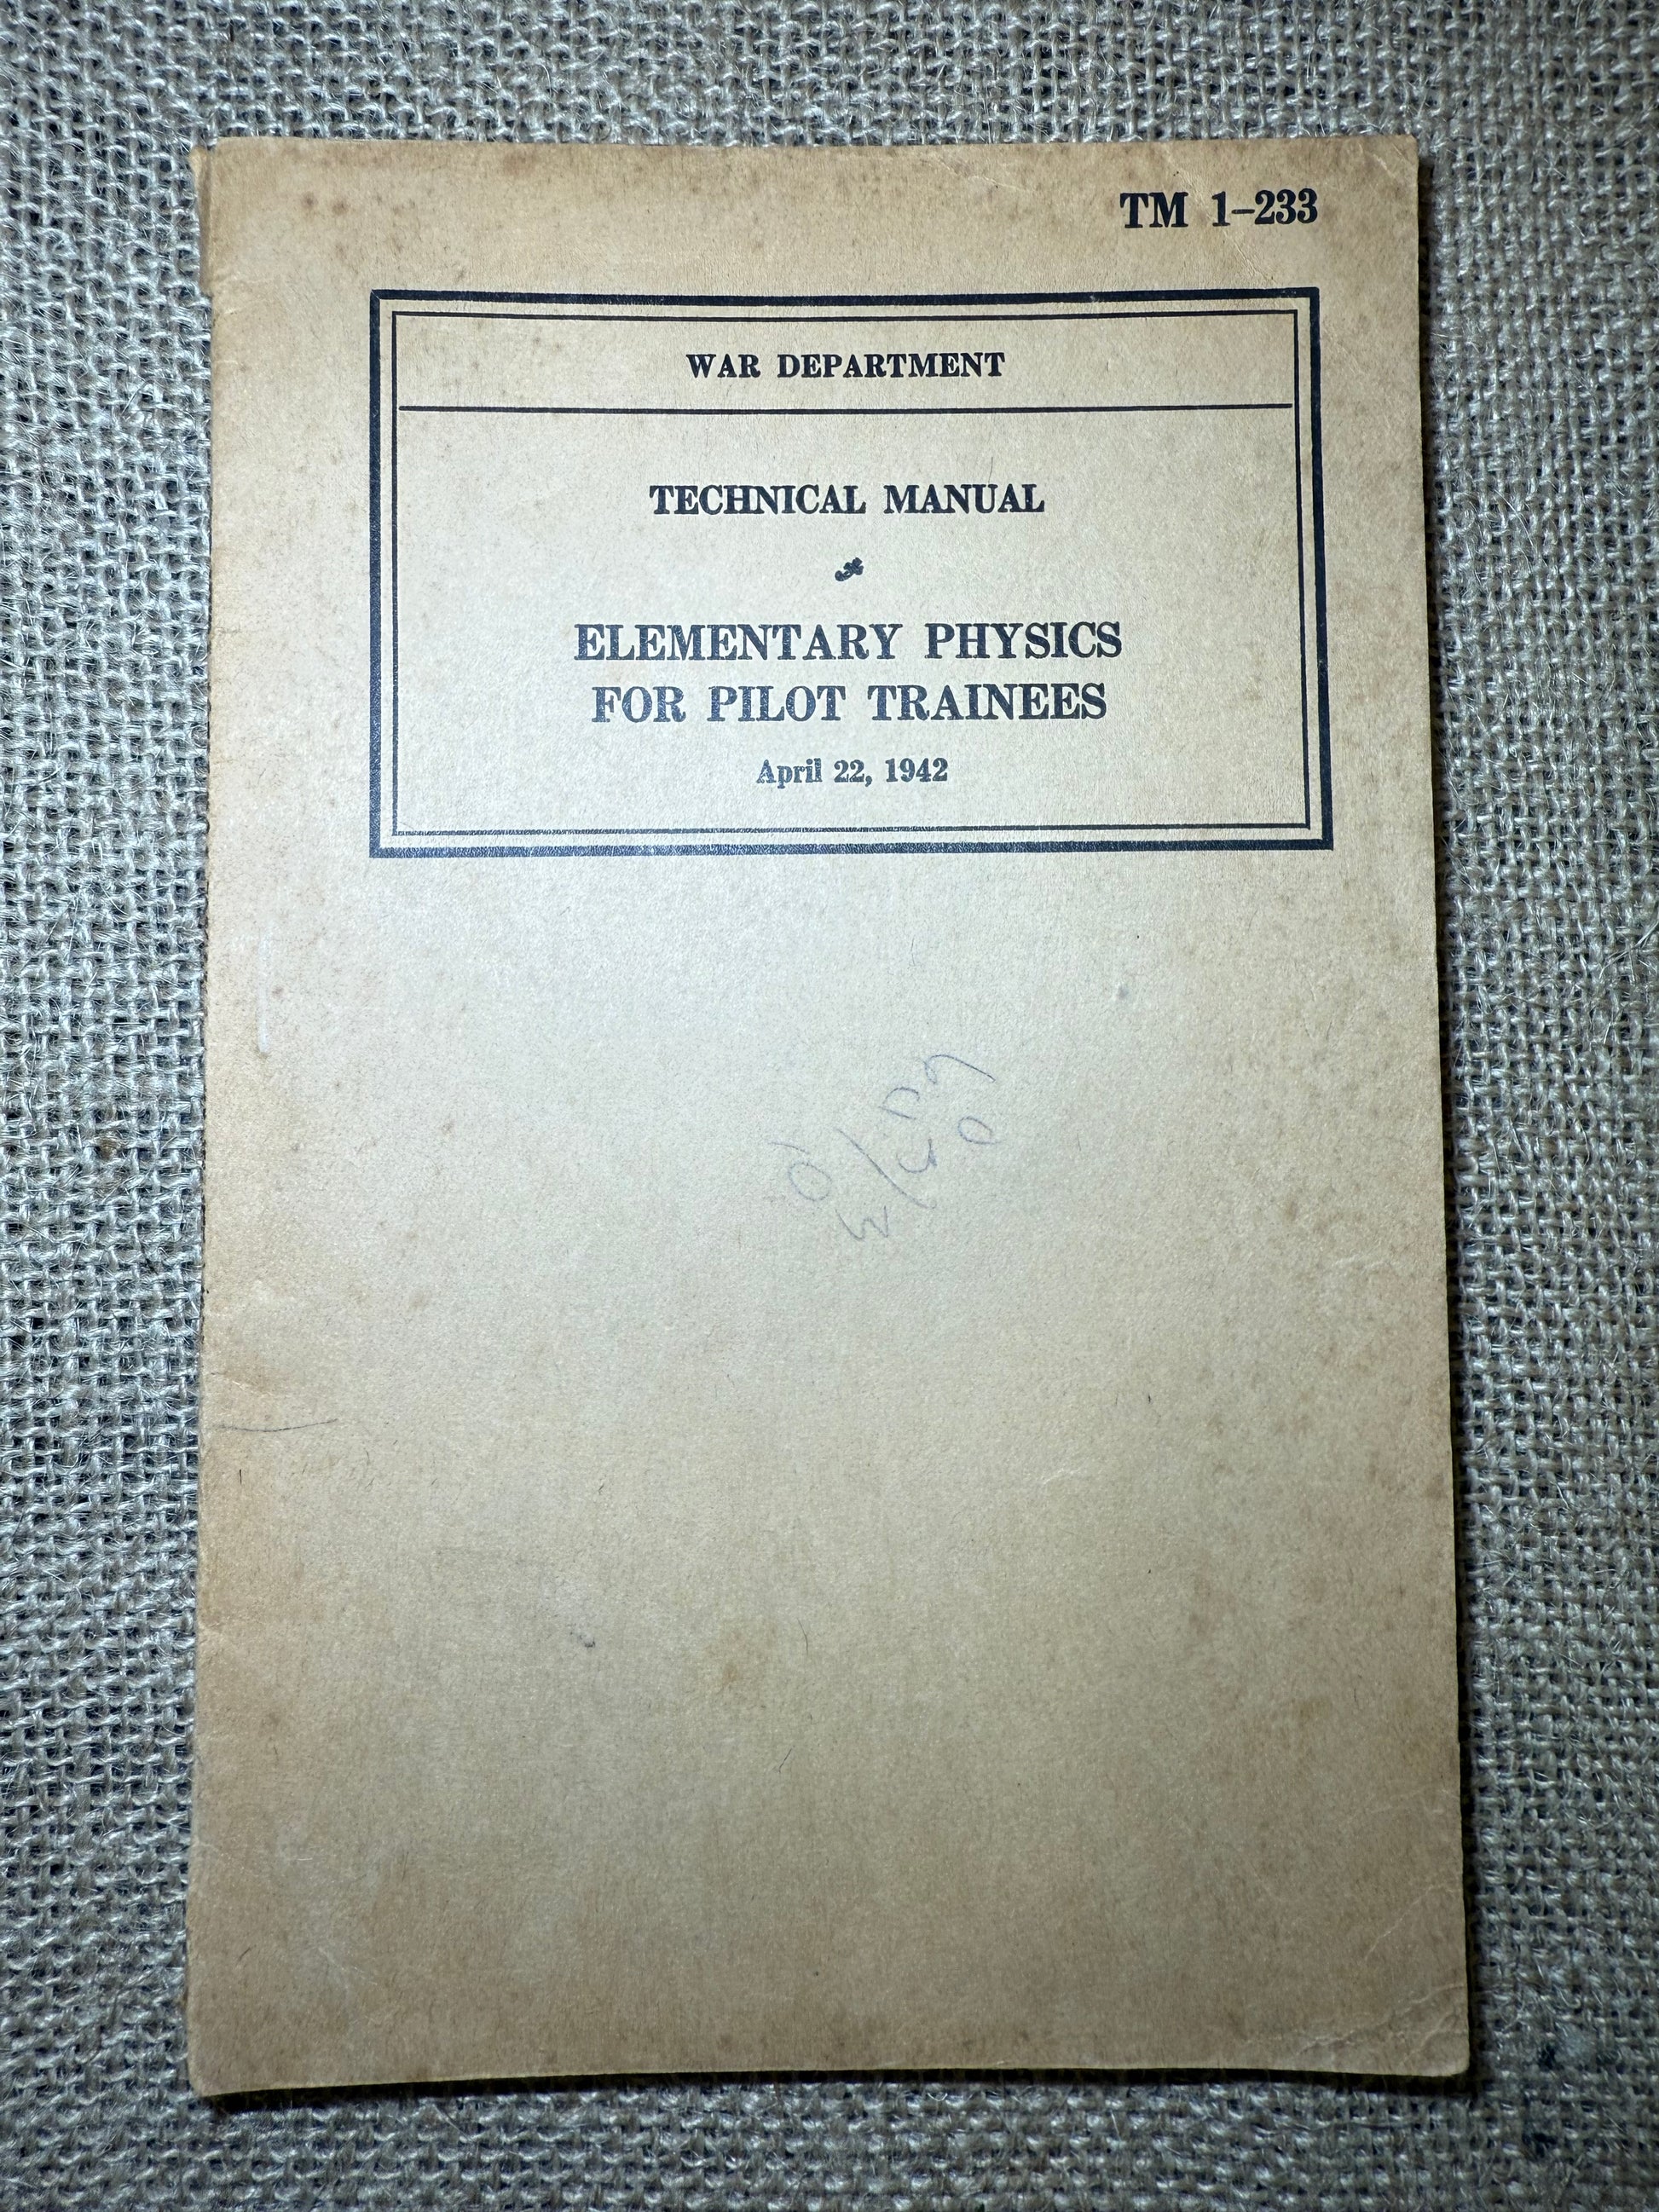 TM 1–233
WAR DEPARTMENT
TECHNICAL MANUAL
ELEMENTARY PHYSICS
FOR PILOT TRAINEES
April 22, 1942